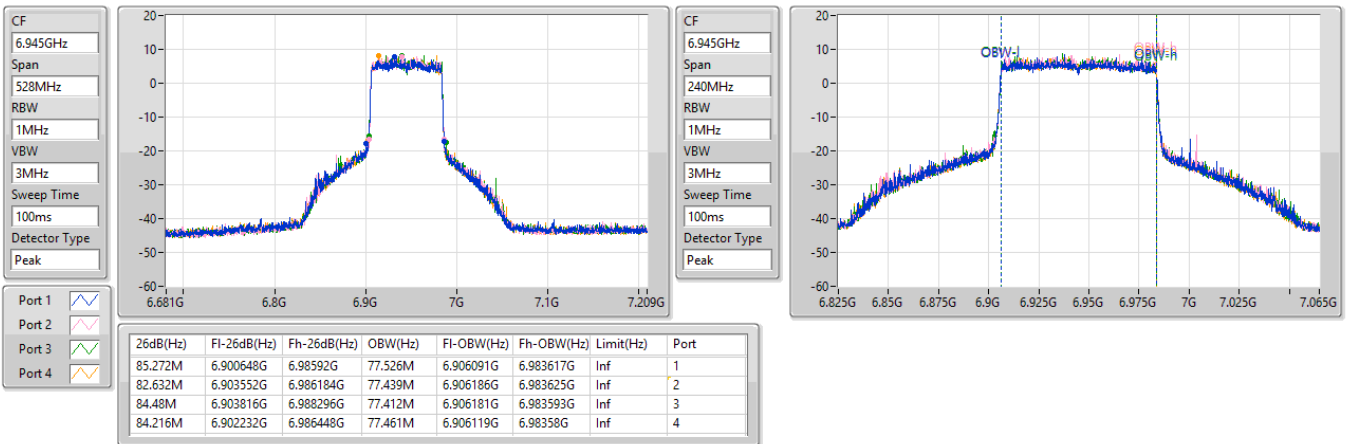 CF
6.945GHz
Span
528MHz
RBW
1MHz
VBW
3MHz
Sweep Time
100ms
Detector Type
Peak
20
10
0
-10
-20
-30
-40
-50
-60
6.681G 6.8G 6.9G 7G 7.1G 7.209G
CF
6.945GHz
Span
240MHz
RBW
1MHz
VBW
3MHz
Sweep Time
100ms
Detector Type
Peak
20
10
0
-10
-20
-30
-40
-50
-60
OBW-l OBW-h
6.825G 6.85G 6.875G 6.9G 6.925G 6.95G 6.975G 7G 7.025G 7.065G
Port 1
Port 2
Port 3
Port 4
26dB(Hz) Fl-26dB(Hz) Fh-26dB(Hz) OBW(Hz) Fl-OBW(Hz) Fh-OBW(Hz) Limit(Hz) Port
85.272M 6.900648G 6.98592G 77.526M 6.906091G 6.983617G Inf 1
82.632M 6.903552G 6.986184G 77.439M 6.906186G 6.983625G Inf 2
84.48M 6.903816G 6.988296G 77.412M 6.906181G 6.983593G Inf 3
84.216M 6.902232G 6.986448G 77.461M 6.906119G 6.98358G Inf 4